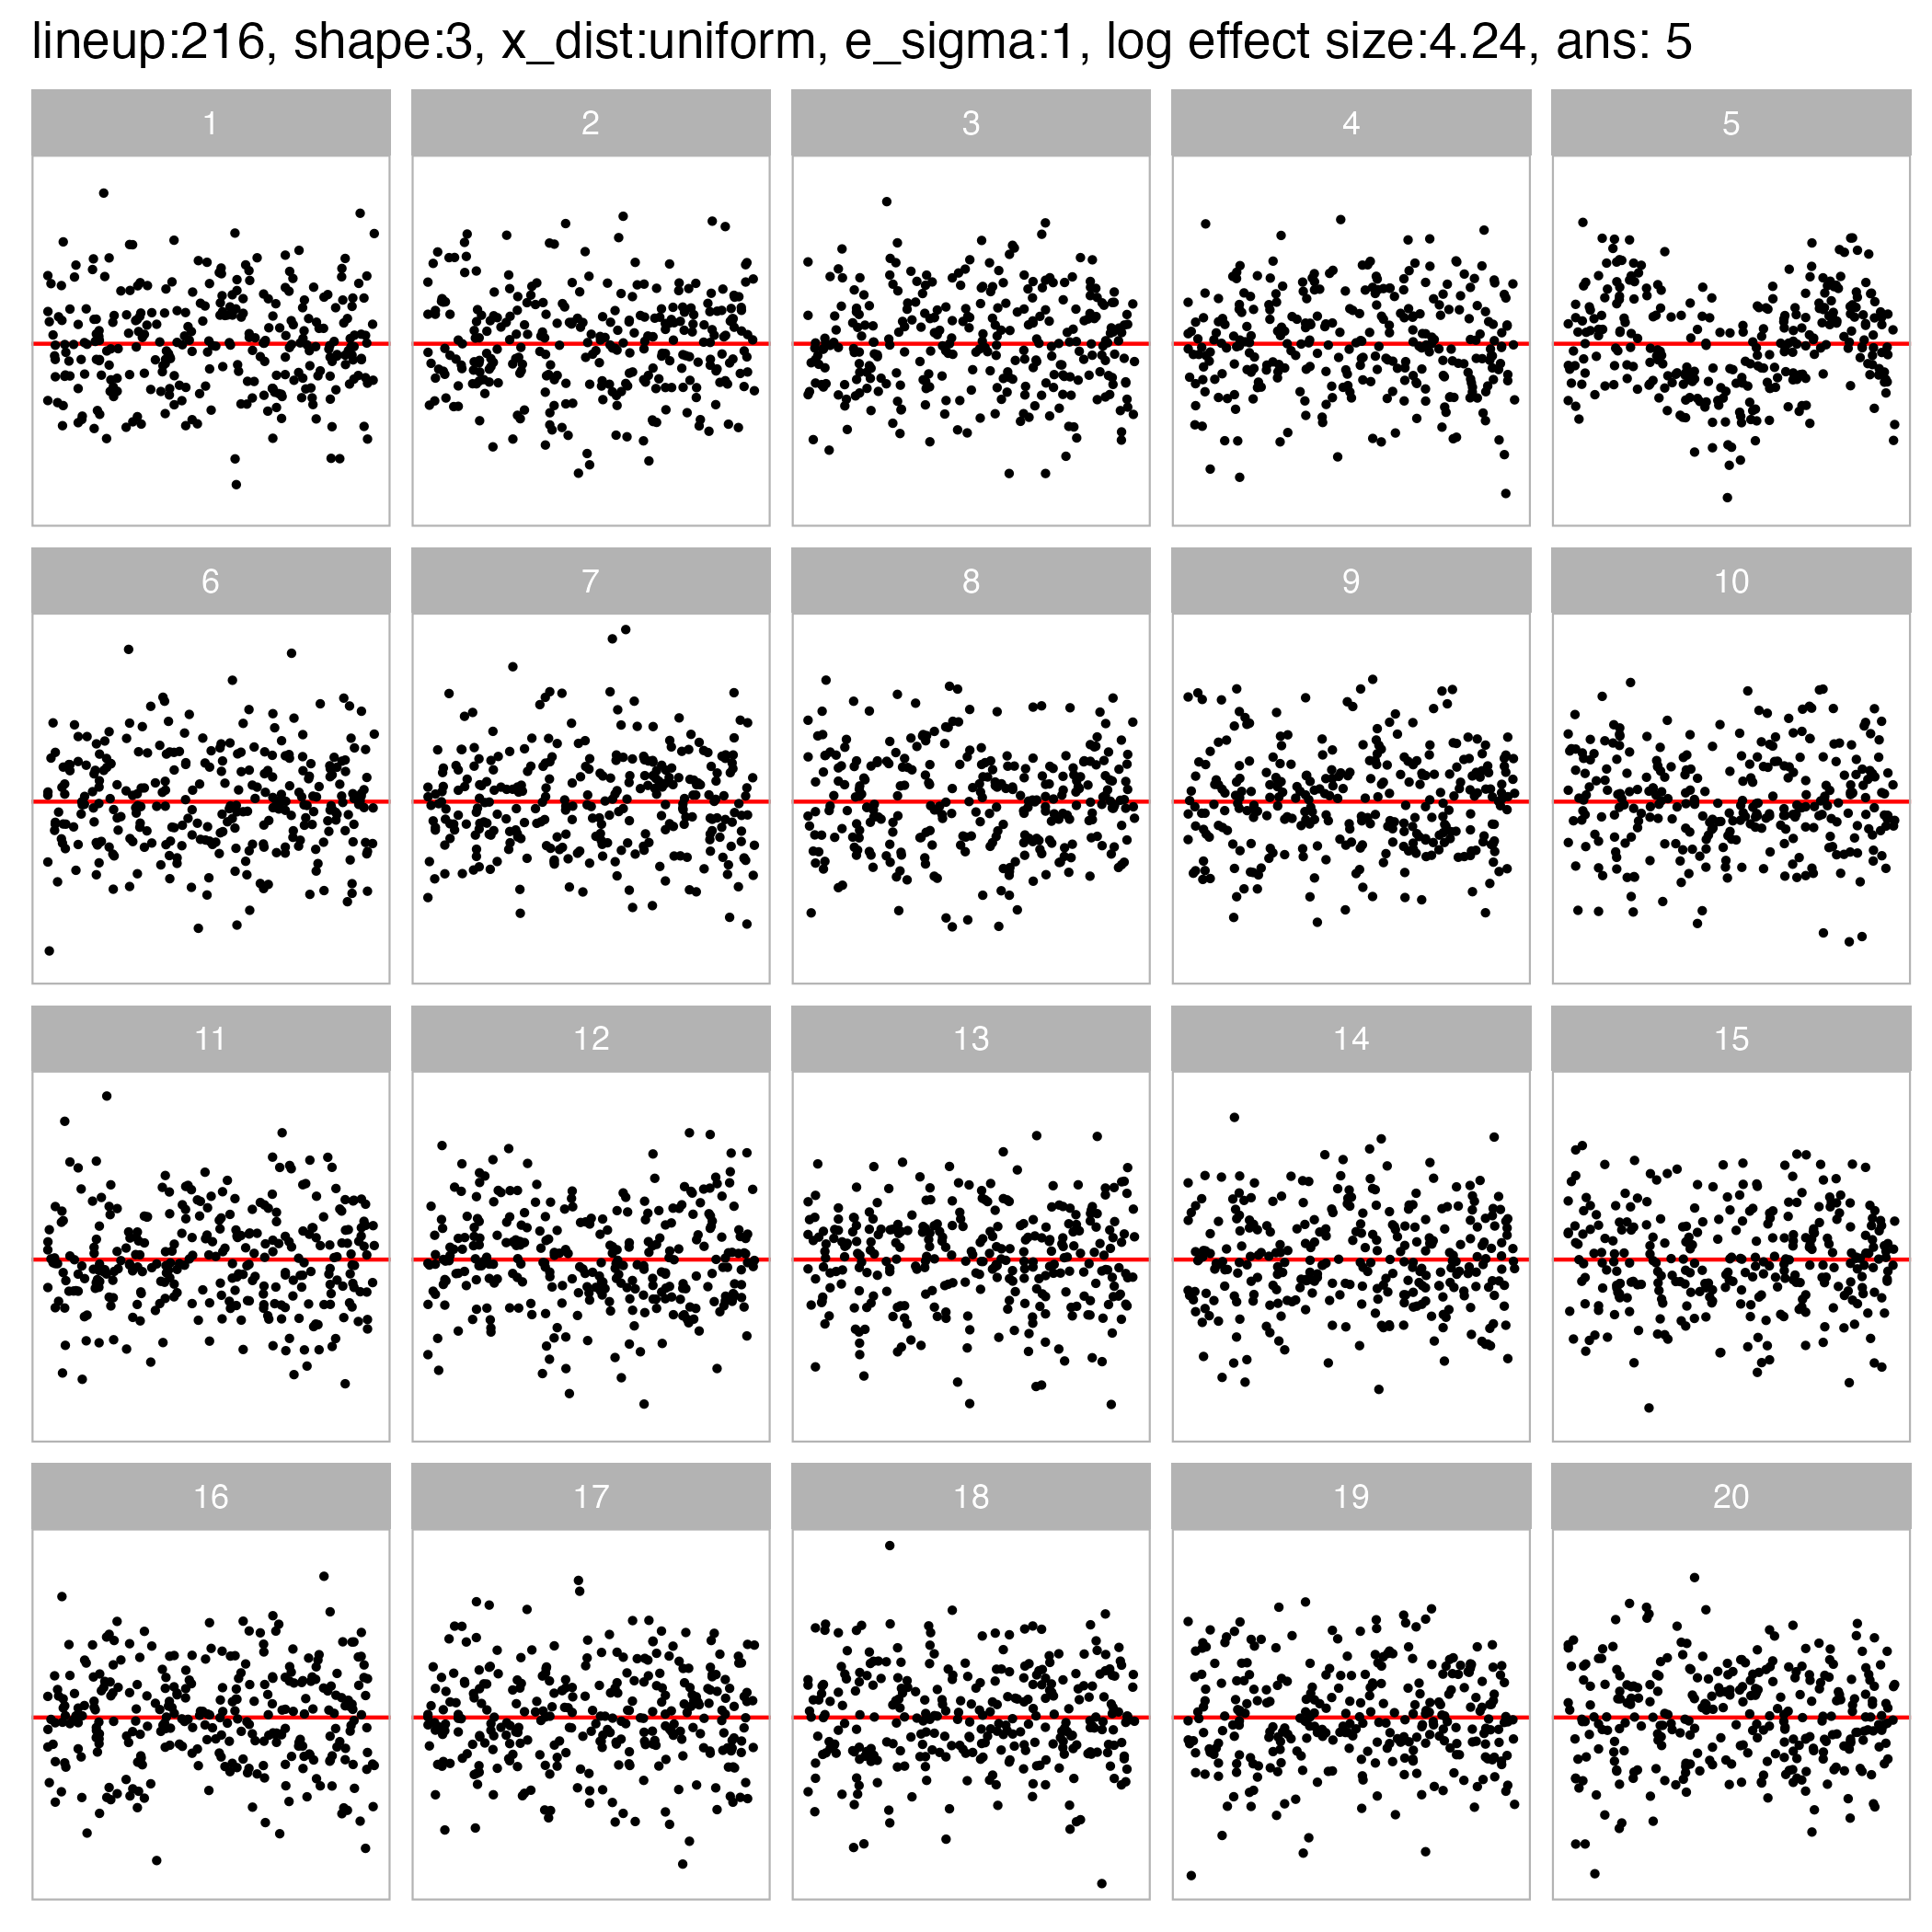 lineup:216, shape:3, x_dist:uniform, e_sigma:1, log effect size:4.24, ans: 5
1 2 3 4 5
6 7 8 9 10
11 12 13 14 15
16 17 18 19 20